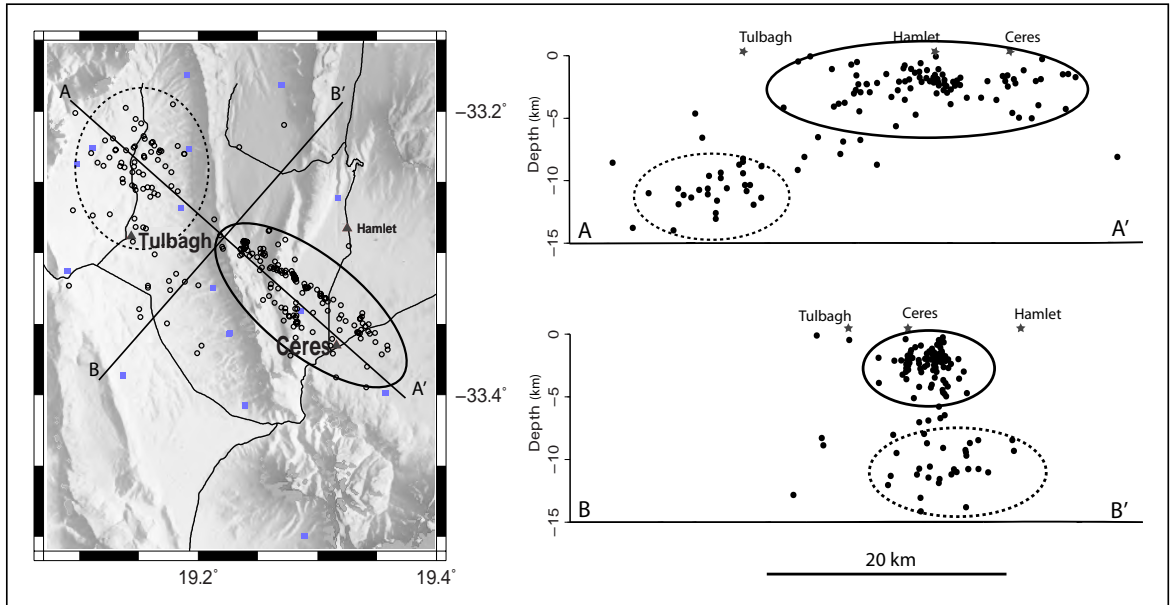 A
B'
−33.2°
Hamlet
Tulbagh
Ceres
B
A'
−33.4°
19.2°
19.4°
Tulbagh
Hamlet
Ceres
0
−5
−10
−15
Depth (km)
A
A'
Tulbagh
Ceres
Hamlet
0
−5
−10
−15
Depth (km)
B
B'
20 km